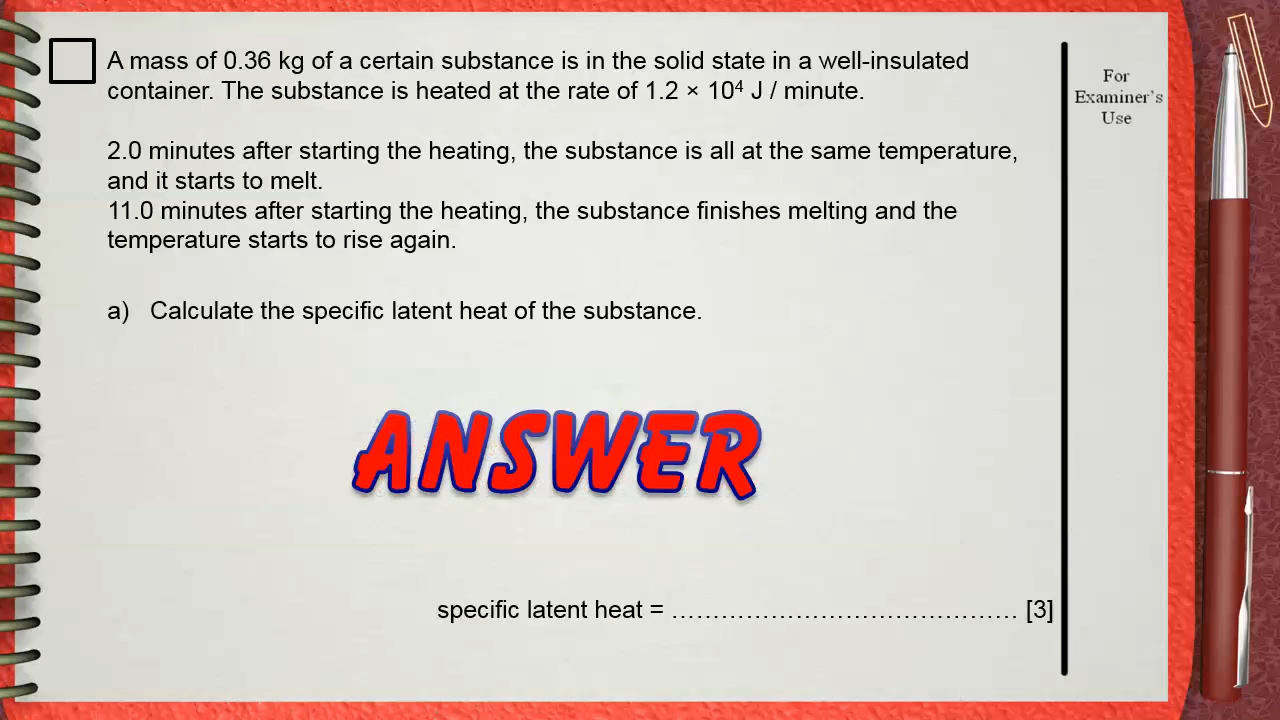 A mass of 0.36 kg of a certain substance is in the solid state in a well-insulated
container. The substance is heated at the rate of 1.2 × 10⁴ J / minute.
2.0 minutes after starting the heating, the substance is all at the same temperature,
and it starts to melt.
11.0 minutes after starting the heating, the substance finishes melting and the
temperature starts to rise again.
a) Calculate the specific latent heat of the substance.
ANSWER
specific latent heat = …………………………………… [3]
For
Examiner's
Use